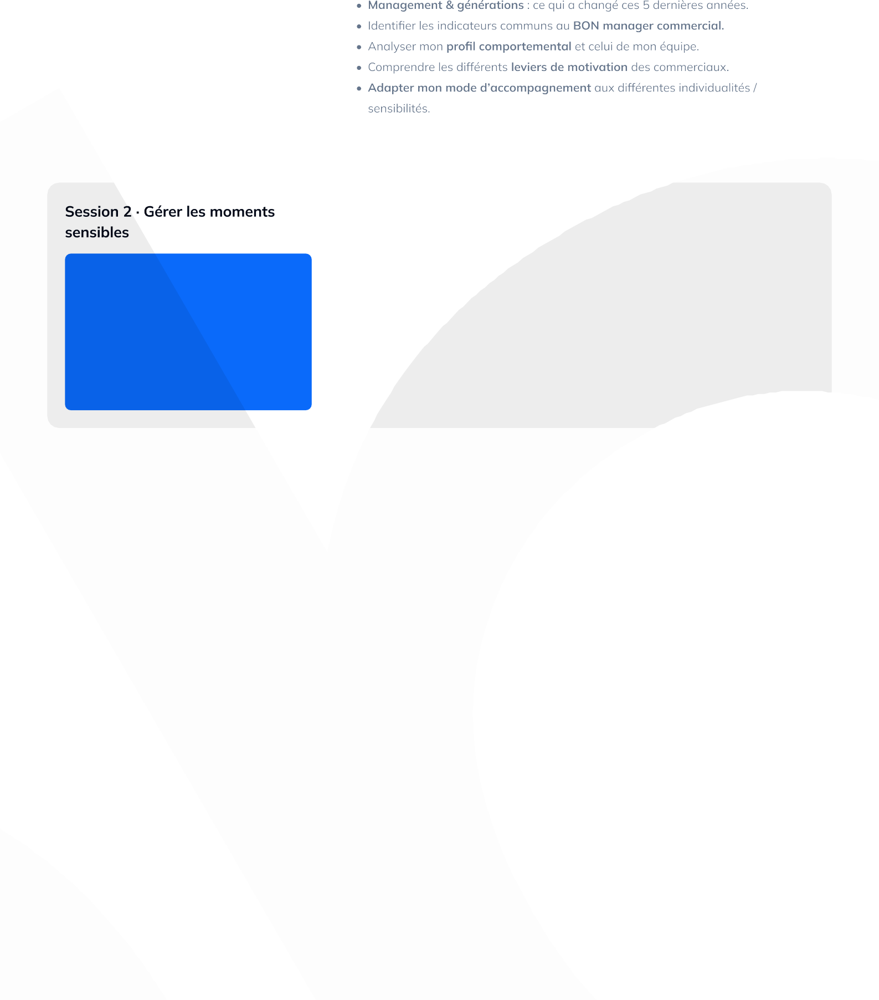 • Management & générations : ce qui a changé ces 5 dernières années.
• Identifier les indicateurs communs au BON manager commercial.
• Analyser mon profil comportemental et celui de mon équipe.
• Comprendre les différents leviers de motivation des commerciaux.
• Adapter mon mode d’accompagnement aux différentes individualités /
sensibilités.
Session 2 · Gérer les moments
sensibles